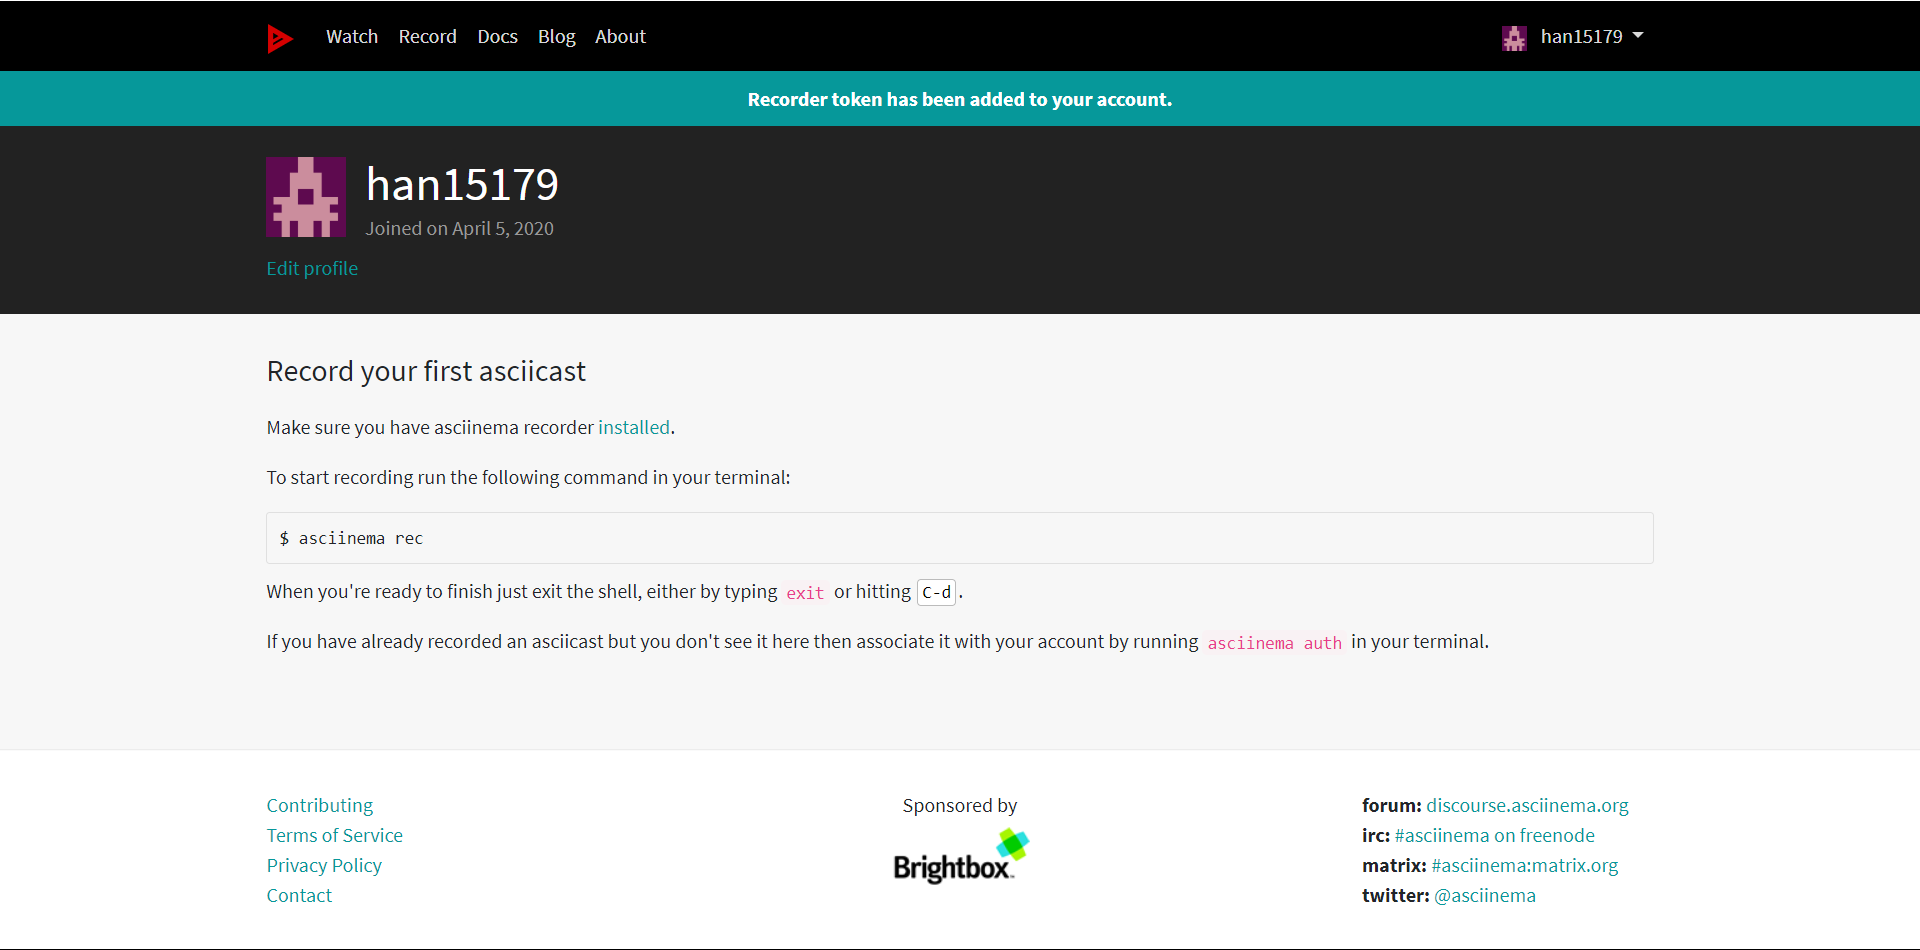 Watch Record Docs Blog About han15179
Recorder token has been added to your account.
han15179
Joined on April 5, 2020
Edit profile
Record your first asciicast
Make sure you have asciinema recorder installed.
To start recording run the following command in your terminal:
$ asciinema rec
When you're ready to finish just exit the shell, either by typing exit or hitting C-d.
If you have already recorded an asciicast but you don't see it here then associate it with your account by running asciinema auth in your terminal.
Contributing
Terms of Service
Privacy Policy
Contact
Sponsored by
Brightbox™
forum: discourse.asciinema.org
irc: #asciinema on freenode
matrix: #asciinema:matrix.org
twitter: @asciinema